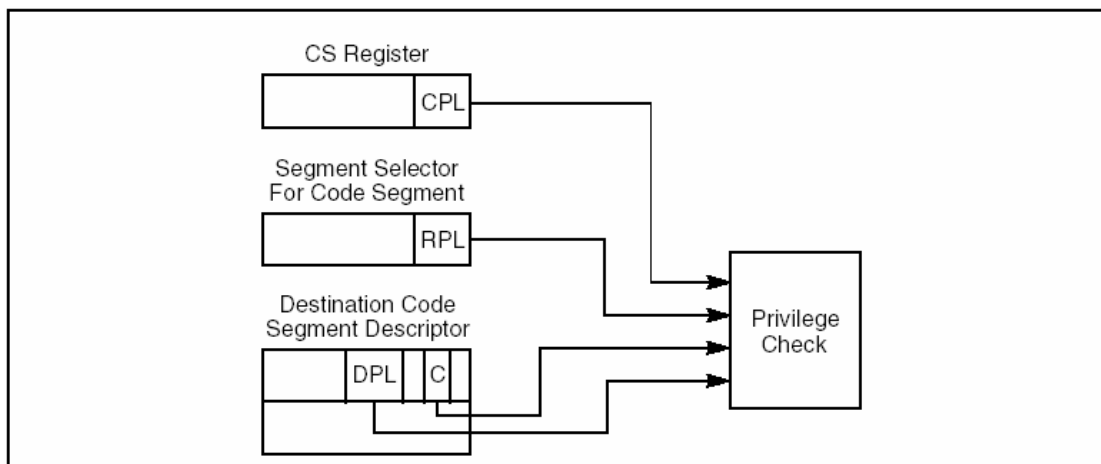 CS Register
CPL
Segment Selector
For Code Segment
RPL
Destination Code
Segment Descriptor
DPL
C
Privilege
Check